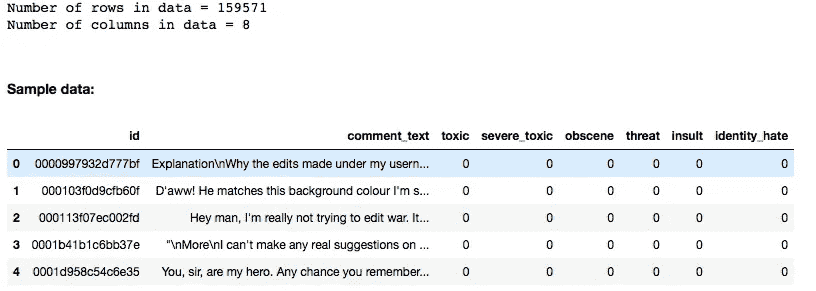 Number of rows in data = 159571
Number of columns in data = 8
Sample data:
id comment_text toxic severe_toxic obscene threat insult identity_hate
0 0000997932d777bf Explanation\nWhy the edits made under my usern... 0 0 0 0 0 0
1 000103f0d9cfb60f D'aww! He matches this background colour I'm s... 0 0 0 0 0 0
2 000113f07ec002fd Hey man, I'm really not trying to edit war. It... 0 0 0 0 0 0
3 0001b41b1c6bb37e "\nMore\nI can't make any real suggestions on ... 0 0 0 0 0 0
4 0001d958c54c6e35 You, sir, are my hero. Any chance you remember... 0 0 0 0 0 0